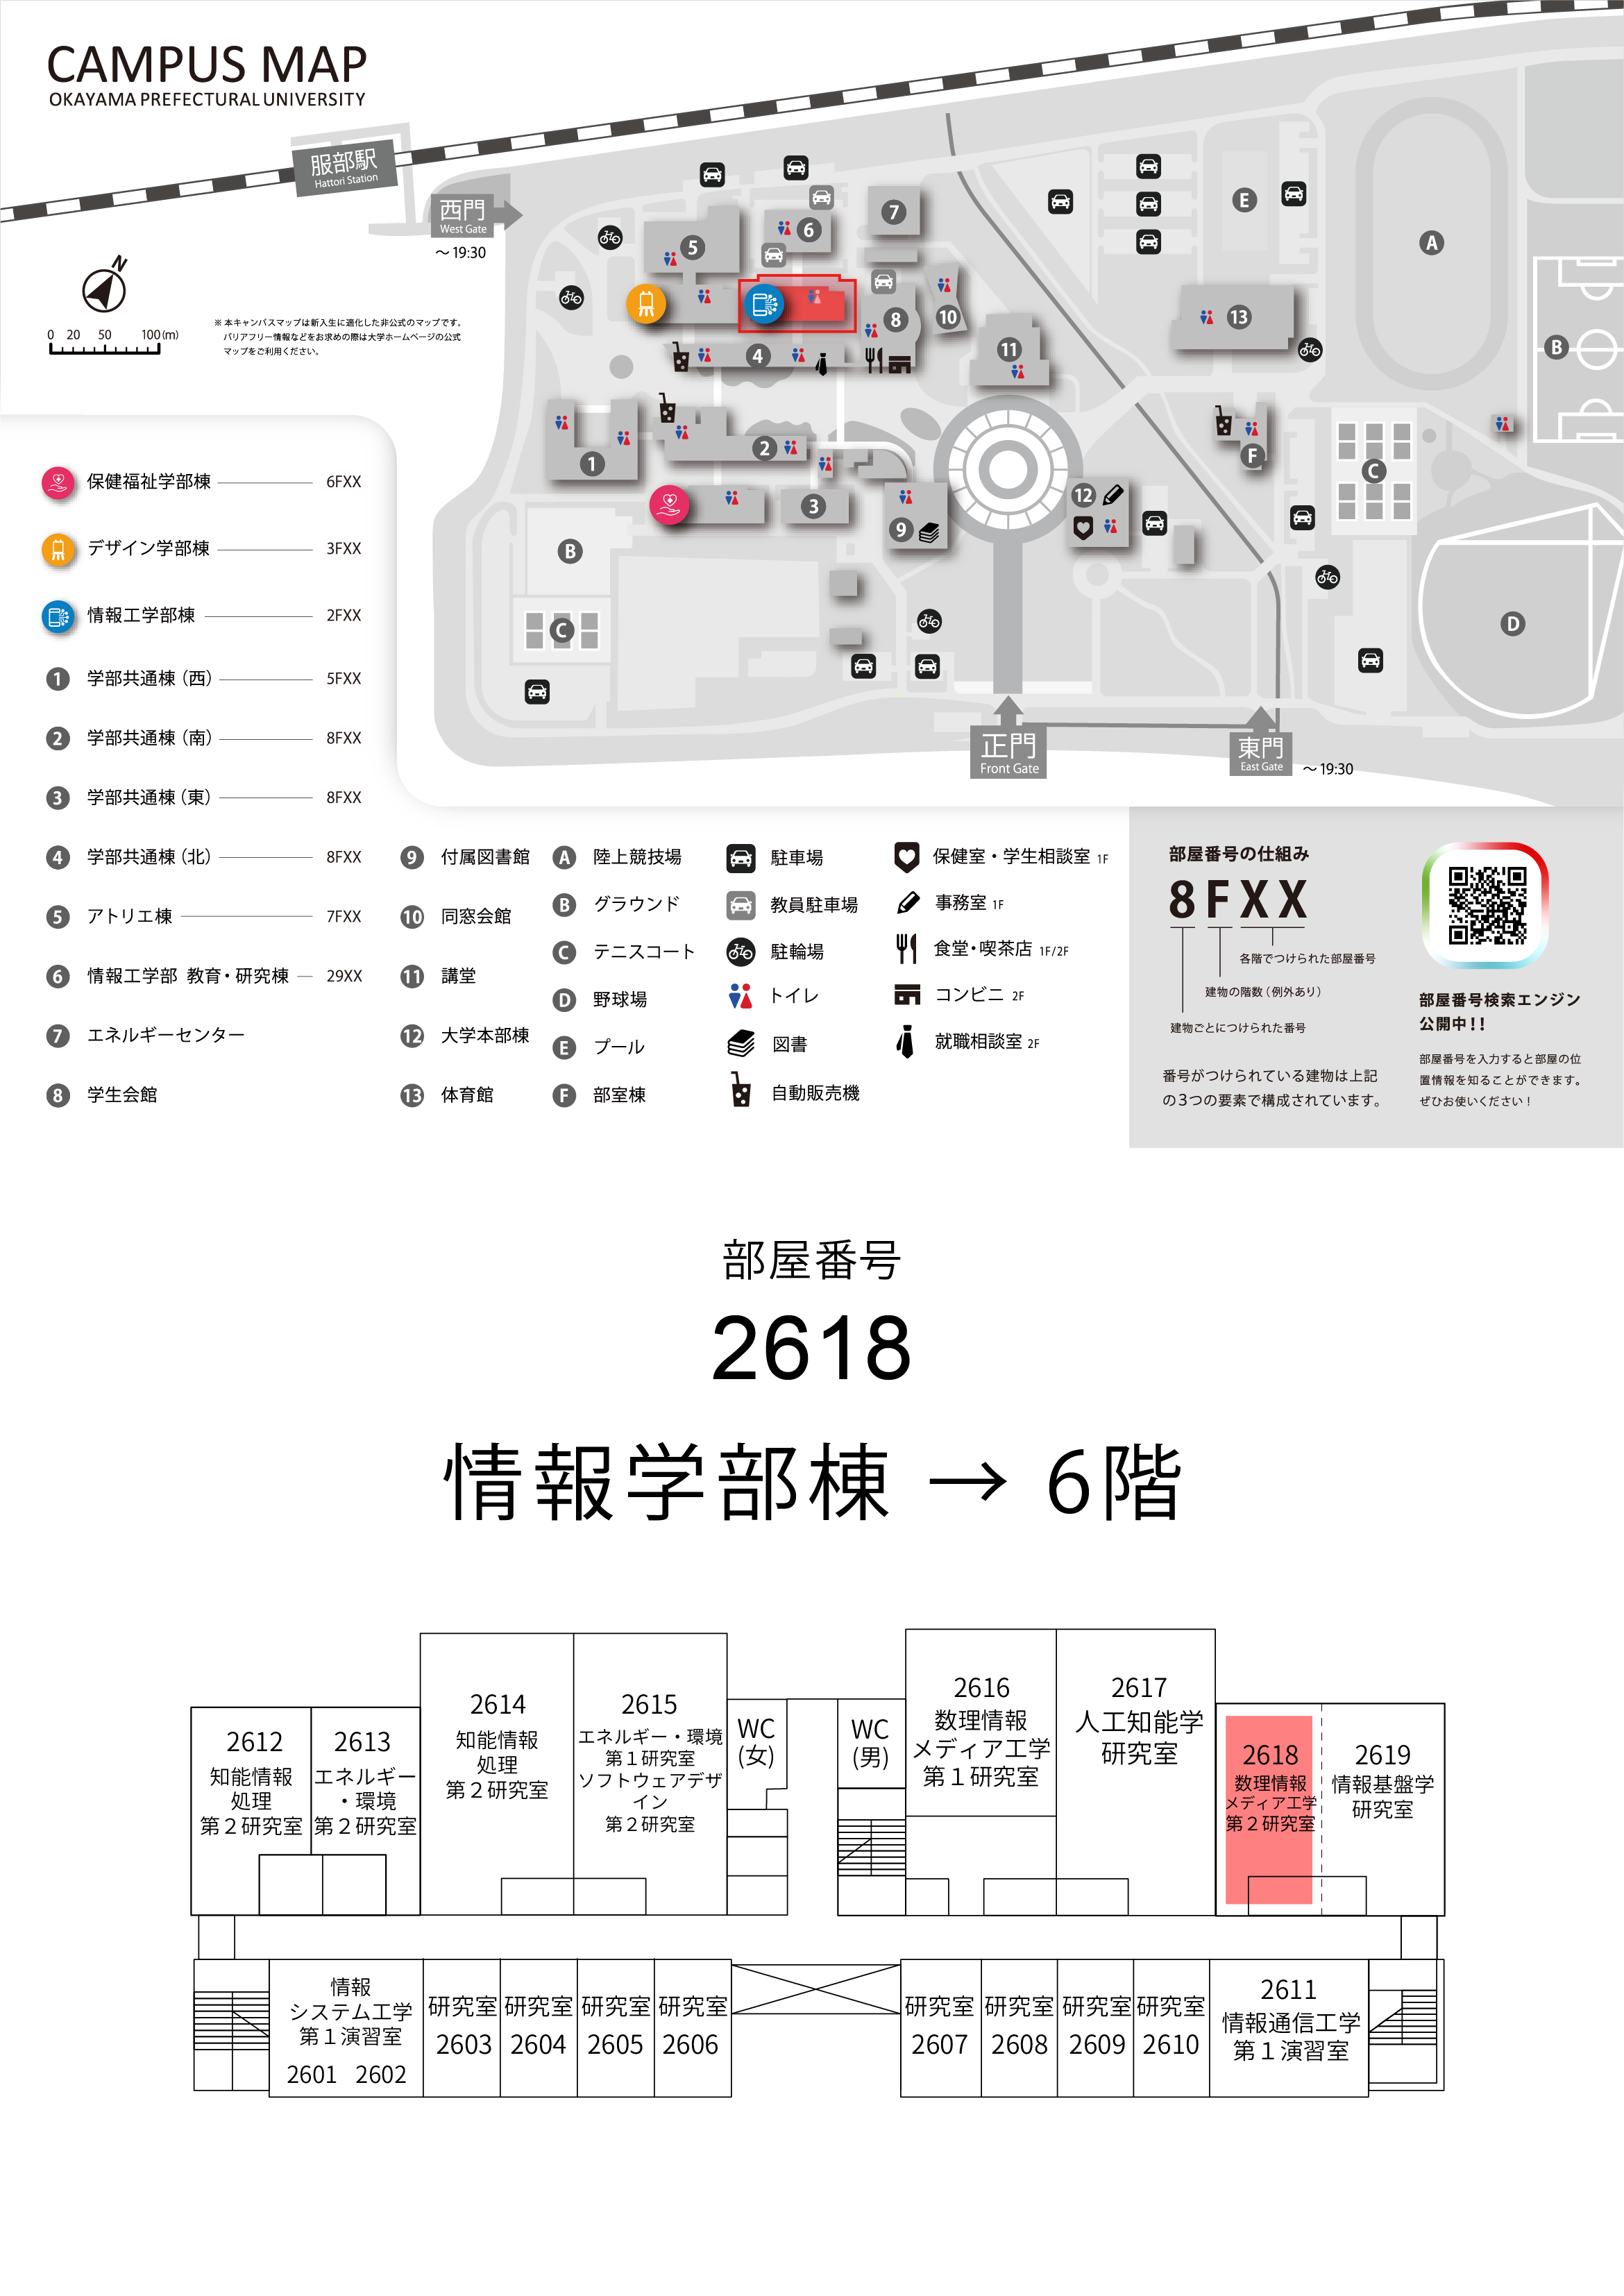 CAMPUS MAP
OKAYAMA PREFECTURAL UNIVERSITY
服部駅
Hattori Station
西門
West Gate
～19:30
N
0 20 50 100(m)
※ 本キャンパスマップは新入生に適化した非公式のマップです。
バリアフリー情報などをお求めの際は大学ホームページの公式
マップをご利用ください。
7
6
5
E
A
8
10
13
11
4
B
2
1
F
C
3
12
9
B
C
D
正門
Front Gate
東門
East Gate
～19:30
保健福祉学部棟 6FXX
デザイン学部棟 3FXX
情報工学部棟 2FXX
1 学部共通棟（西） 5FXX
2 学部共通棟（南） 8FXX
3 学部共通棟（東） 8FXX
4 学部共通棟（北） 8FXX
5 アトリエ棟 7FXX
6 情報工学部 教育・研究棟 29XX
7 エネルギーセンター
8 学生会館
9 付属図書館
10 同窓会館
11 講堂
12 大学本部棟
13 体育館
A 陸上競技場
B グラウンド
C テニスコート
D 野球場
E プール
F 部室棟
駐車場
教員駐車場
駐輪場
トイレ
図書
自動販売機
保健室・学生相談室 1F
事務室 1F
食堂・喫茶店 1F/2F
コンビニ 2F
就職相談室 2F
部屋番号の仕組み
8FXX
各階でつけられた部屋番号
建物の階数（例外あり）
建物ごとにつけられた番号
番号がつけられている建物は上記
の３つの要素で構成されています。
部屋番号検索エンジン
公開中！！
部屋番号を入力すると部屋の位
置情報を知ることができます。
ぜひお使いください！
部屋番号
2618
情報学部棟 → 6階
2612
知能情報
処理
第２研究室
2613
エネルギー
・環境
第２研究室
2614
知能情報
処理
第２研究室
2615
エネルギー・環境
第１研究室
ソフトウェアデザ
イン
第２研究室
WC
(女)
WC
(男)
2616
数理情報
メディア工学
第１研究室
2617
人工知能学
研究室
2618
数理情報
メディア工学
第２研究室
2619
情報基盤学
研究室
情報
システム工学
第１演習室
2601 2602
研究室
2603
研究室
2604
研究室
2605
研究室
2606
研究室
2607
研究室
2608
研究室
2609
研究室
2610
2611
情報通信工学
第１演習室